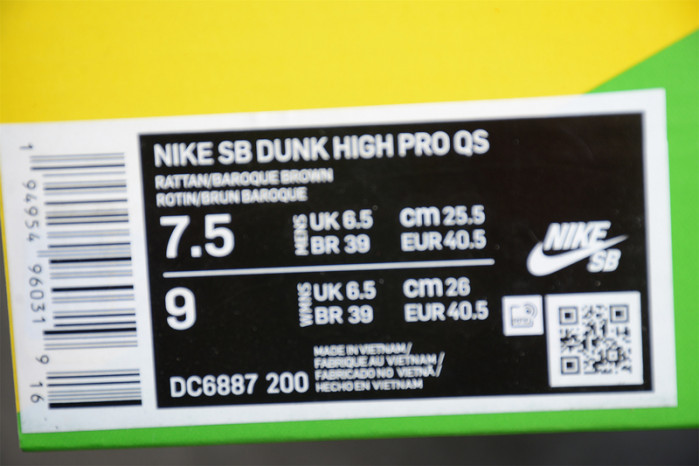 NIKE SB DUNK HIGH PRO QS
RATTAN/BAROQUE BROWN
ROTIN/BRUN BAROQUE
7.5 MENS UK 6.5 cm 25.5
BR 39 EUR 40.5
9 WMNS UK 6.5 cm 26
BR 39 EUR 40.5
NIKE
SB
MADE IN VIETNAM/
FABRIQUE AU VIETNAM/
FABRICADO NO VIETNÃ/
HECHO EN VIETNAM
DC6887 200
1 94954 96031 9 16